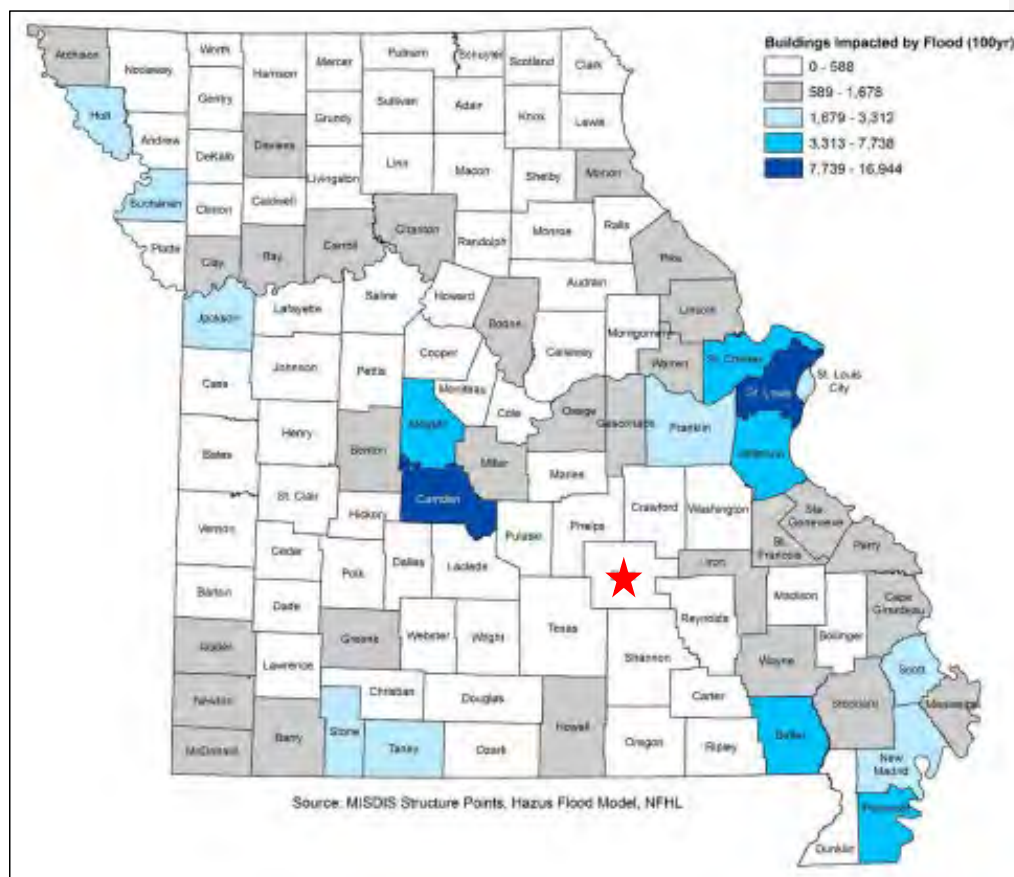 Buildings Impacted by Flood (100yr)
0 - 588
589 - 1,678
1,679 - 3,312
3,313 - 7,738
7,739 - 16,944
Atchison
Nodaway
Worth
Harrison
Mercer
Putnam
Schuyler
Scotland
Clark
Gentry
Sullivan
Adair
Knox
Lewis
Holt
Andrew
Grundy
DeKalb
Daviess
Livingston
Linn
Macon
Shelby
Marion
Buchanan
Clinton
Caldwell
Chariton
Randolph
Monroe
Ralls
Platte
Clay
Ray
Carroll
Pike
Audrain
Jackson
Lafayette
Saline
Howard
Boone
Lincoln
Montgomery
Callaway
Warren
St. Charles
St. Louis
St. Louis
City
Cass
Johnson
Pettis
Cooper
Moniteau
Cole
Osage
Gasconade
Franklin
Jefferson
Bates
Henry
Benton
Morgan
Miller
Maries
St. Clair
Camden
Crawford
Washington
Ste.
Genevieve
Vernon
Hickory
Pulaski
Phelps
St.
Francois
Perry
Cedar
Polk
Dallas
Laclede
Iron
Madison
Cape
Girardeau
Barton
Dade
Texas
Reynolds
Bollinger
Greene
Webster
Wright
Shannon
Wayne
Scott
Lawrence
Newton
Christian
Douglas
Carter
Stoddard
Mississippi
McDonald
Barry
Stone
Taney
Ozark
Howell
Oregon
Ripley
Butler
New
Madrid
Dunklin
Source: MISDIS Structure Points, Hazus Flood Model, NFHL